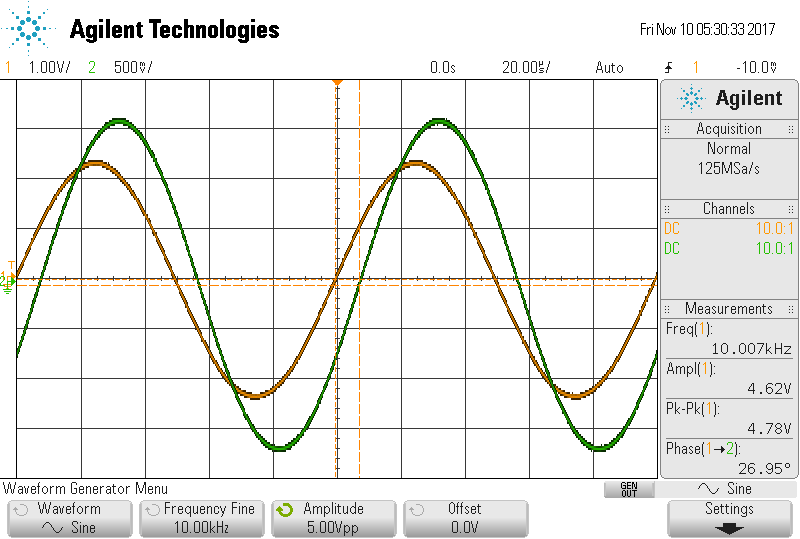 Agilent Technologies
Fri Nov 10 05:30:33 2017
1 1.00V/ 2 500mV/ 0.0s 20.00µs/ Auto 1 -10.0mV
Agilent
Acquisition
Normal
125MSa/s
Channels
DC 10.0:1
DC 10.0:1
Measurements
Freq(1):
10.007kHz
Ampl(1):
4.62V
Pk-Pk(1):
4.78V
Phase(1→2):
26.95°
Waveform Generator Menu
GEN OUT
Sine
Waveform
Sine
Frequency Fine
10.00kHz
Amplitude
5.00Vpp
Offset
0.0V
Settings